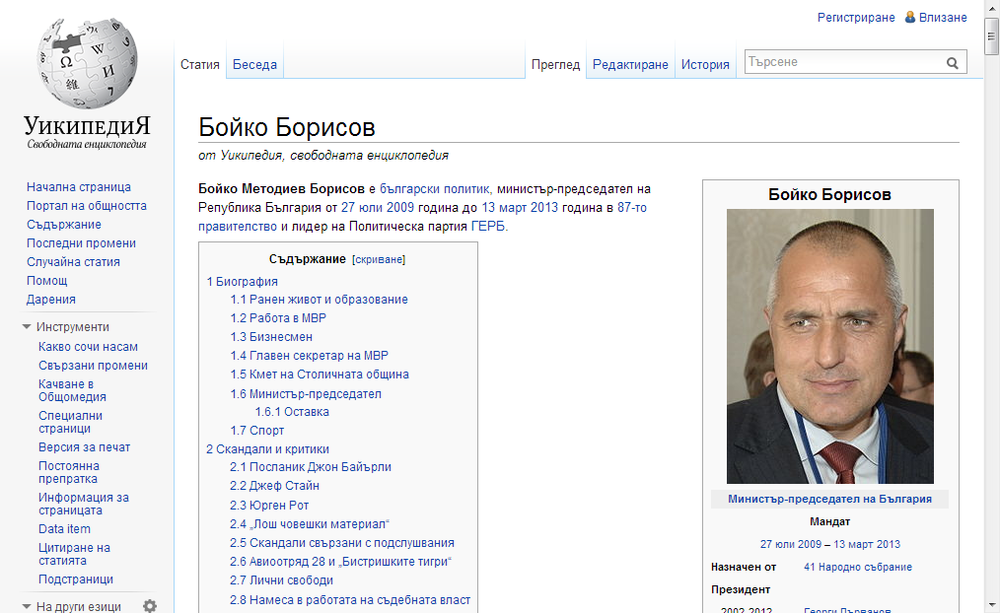 Регистриране Влизане
Статия Беседа Преглед Редактиране История Търсене
УикипедиЯ
Свободната енциклопедия
Начална страница
Портал на общността
Съдържание
Последни промени
Случайна статия
Помощ
Дарения
Инструменти
Какво сочи насам
Свързани промени
Качване в
Общомедия
Специални
страници
Версия за печат
Постоянна
препратка
Информация за
страницата
Data item
Цитиране на
статията
Подстраници
На други езици
Бойко Борисов
от Уикипедия, свободната енциклопедия
Бойко Методиев Борисов е български политик, министър-председател на
Република България от 27 юли 2009 година до 13 март 2013 година в 87-то
правителство и лидер на Политическа партия ГЕРБ.
Съдържание [скриване]
1 Биография
1.1 Ранен живот и образование
1.2 Работа в МВР
1.3 Бизнесмен
1.4 Главен секретар на МВР
1.5 Кмет на Столичната община
1.6 Министър-председател
1.6.1 Оставка
1.7 Спорт
2 Скандали и критики
2.1 Посланик Джон Байърли
2.2 Джеф Стайн
2.3 Юрген Рот
2.4 „Лош човешки материал“
2.5 Скандали свързани с подслушвания
2.6 Авиоотряд 28 и „Бистришките тигри“
2.7 Лични свободи
2.8 Намеса в работата на съдебната власт
Бойко Борисов
Министър-председател на България
Мандат
27 юли 2009 – 13 март 2013
Назначен от 41 Народно събрание
Президент
2002-2012 Георги Първанов